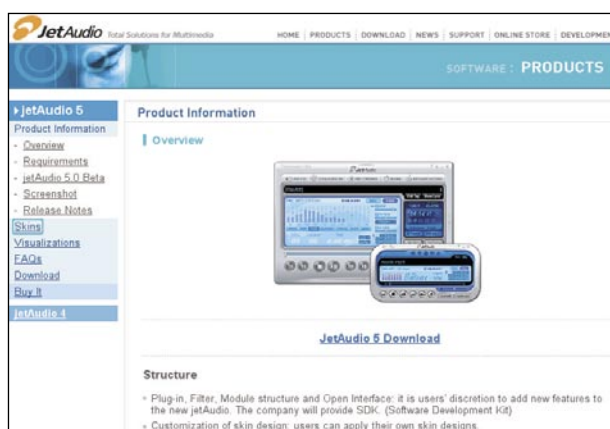 JetAudio Total Solutions for Multimedia
HOME PRODUCTS DOWNLOAD NEWS SUPPORT ONLINE STORE DEVELOPMEN
SOFTWARE : PRODUCTS
jetAudio 5
Product Information
- Overview
- Requirements
- jetAudio 5.0 Beta
- Screenshot
- Release Notes
Skins
Visualizations
FAQs
Download
Buy It
jetAudio 4
Product Information
Overview
JetAudio
JetAudio 5 Download
Structure
Plug-in, Filter, Module structure and Open Interface: it is users' discretion to add new features to
the new jetAudio. The company will provide SDK. (Software Development Kit)
Customization of skin design: users can apply their own skin designs.